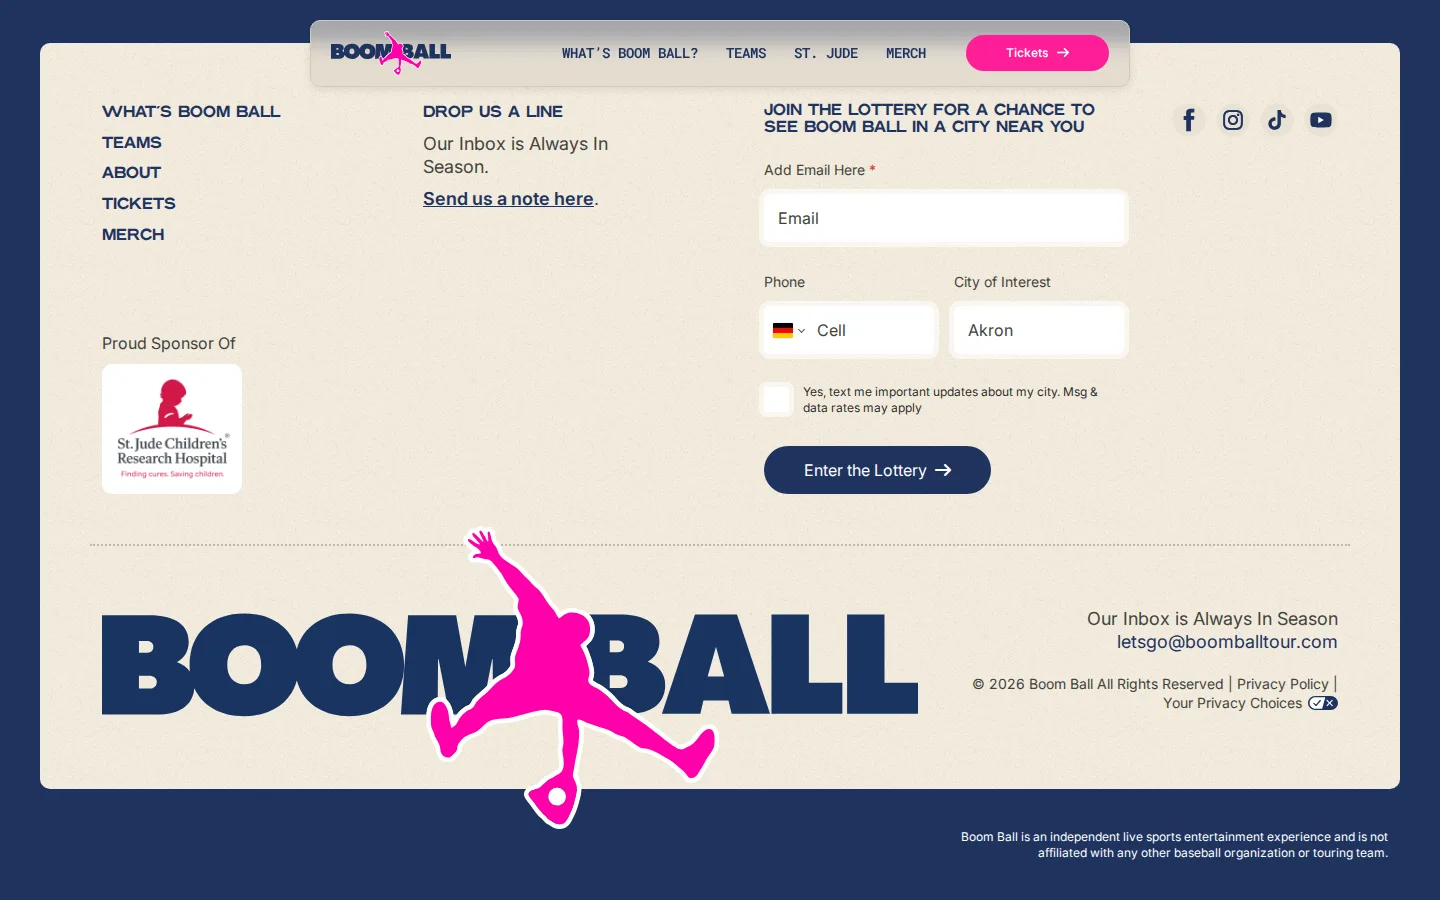 BOOM BALL
WHAT'S BOOM BALL?
TEAMS
ST. JUDE
MERCH
Tickets
WHAT'S BOOM BALL
TEAMS
ABOUT
TICKETS
MERCH
Proud Sponsor Of
St. Jude Children's®
Research Hospital
Finding cures. Saving children.
DROP US A LINE
Our Inbox is Always In
Season.
Send us a note here.
JOIN THE LOTTERY FOR A CHANCE TO
SEE BOOM BALL IN A CITY NEAR YOU
Add Email Here *
Email
Phone
City of Interest
Cell
Akron
Yes, text me important updates about my city. Msg &
data rates may apply
Enter the Lottery
BOOM BALL
Our Inbox is Always In Season
letsgo@boomballtour.com
© 2026 Boom Ball All Rights Reserved | Privacy Policy |
Your Privacy Choices
Boom Ball is an independent live sports entertainment experience and is not
affiliated with any other baseball organization or touring team.